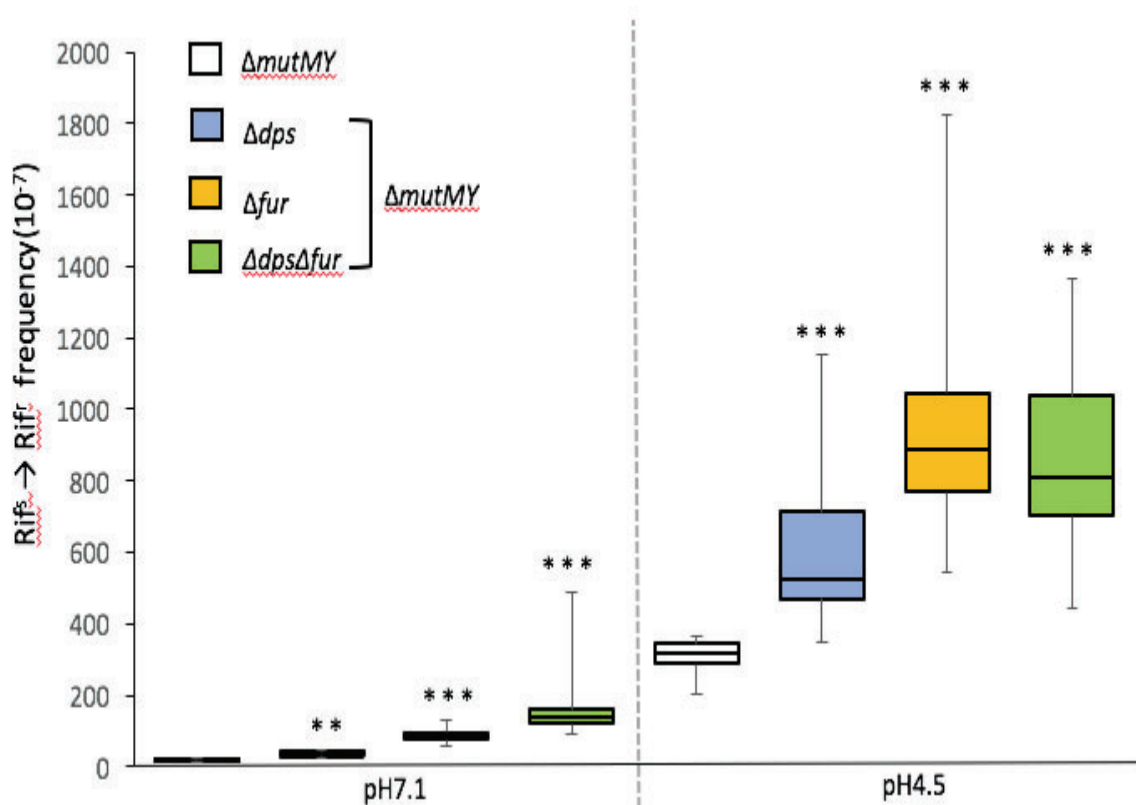 Rifˢ → Rifʳ frequency(10⁻⁷)
2000
1800
1600
1400
1200
1000
800
600
400
200
0
ΔmutMY
Δdps
Δfur
ΔdpsΔfur
ΔmutMY
**
***
***
***
***
***
pH7.1
pH4.5